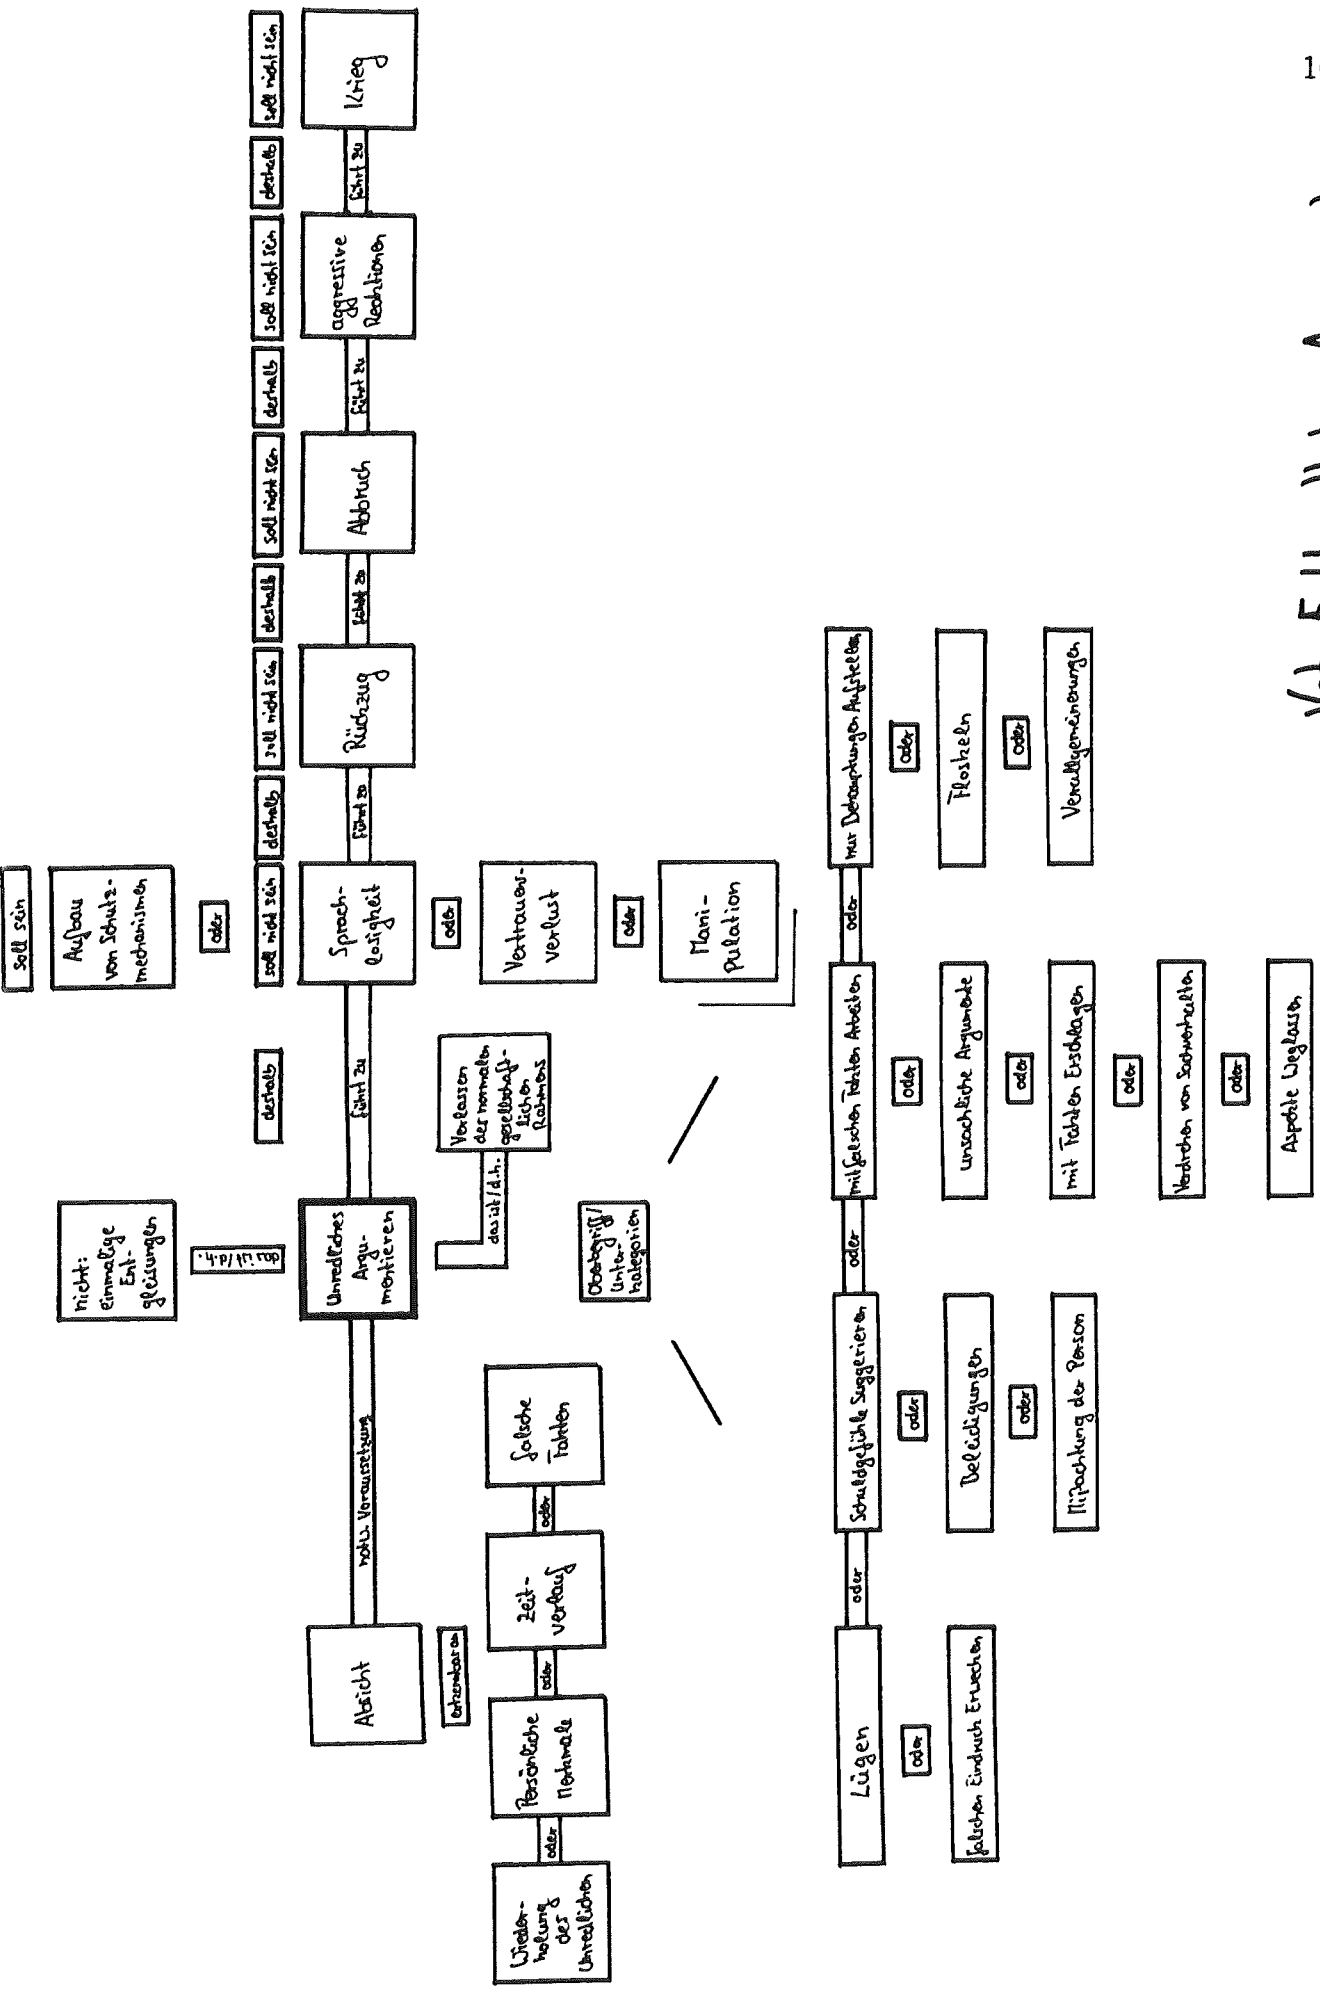 soll sein
nicht:
einmalige
Ent-
gleisungen
Aufbau
von Schutz-
mechanismen
das ist/d.h.
oder
deshalb
soll nicht sein
deshalb
soll nicht sein
deshalb
soll nicht sein
deshalb
soll nicht sein
deshalb
soll nicht sein
Absicht
notw. Voraussetzung
Unredliches
Argu-
mentieren
führt zu
Sprach-
losigkeit
führt zu
Rückzug
führt zu
Abbruch
führt zu
aggressive
Reaktionen
führt zu
Krieg
erkennbar an
das ist/d.h.
Verlassen
des normalen
gesellschaft-
lichen
Rahmens
oder
Wieder-
holung
des
Unredlichen
oder
Persönliche
Merkmale
oder
Zeit-
verlauf
oder
falsche
Fakten
Vertrauens-
verlust
Oberbegriff/
Unter-
kategorien
oder
Mani-
pulation
Lügen
oder
Schuldgefühle Suggerieren
oder
mit falschen Fakten Arbeiten
oder
nur Behauptungen Aufstellen
oder
oder
oder
oder
falschen Eindruck Erwecken
Beleidigungen
unsachliche Argumente
Floskeln
oder
oder
oder
Mißachtung der Person
mit Fakten Erschlagen
Verallgemeinerungen
oder
Verdrehen von Sachverhalten
oder
Aspekte Weglassen